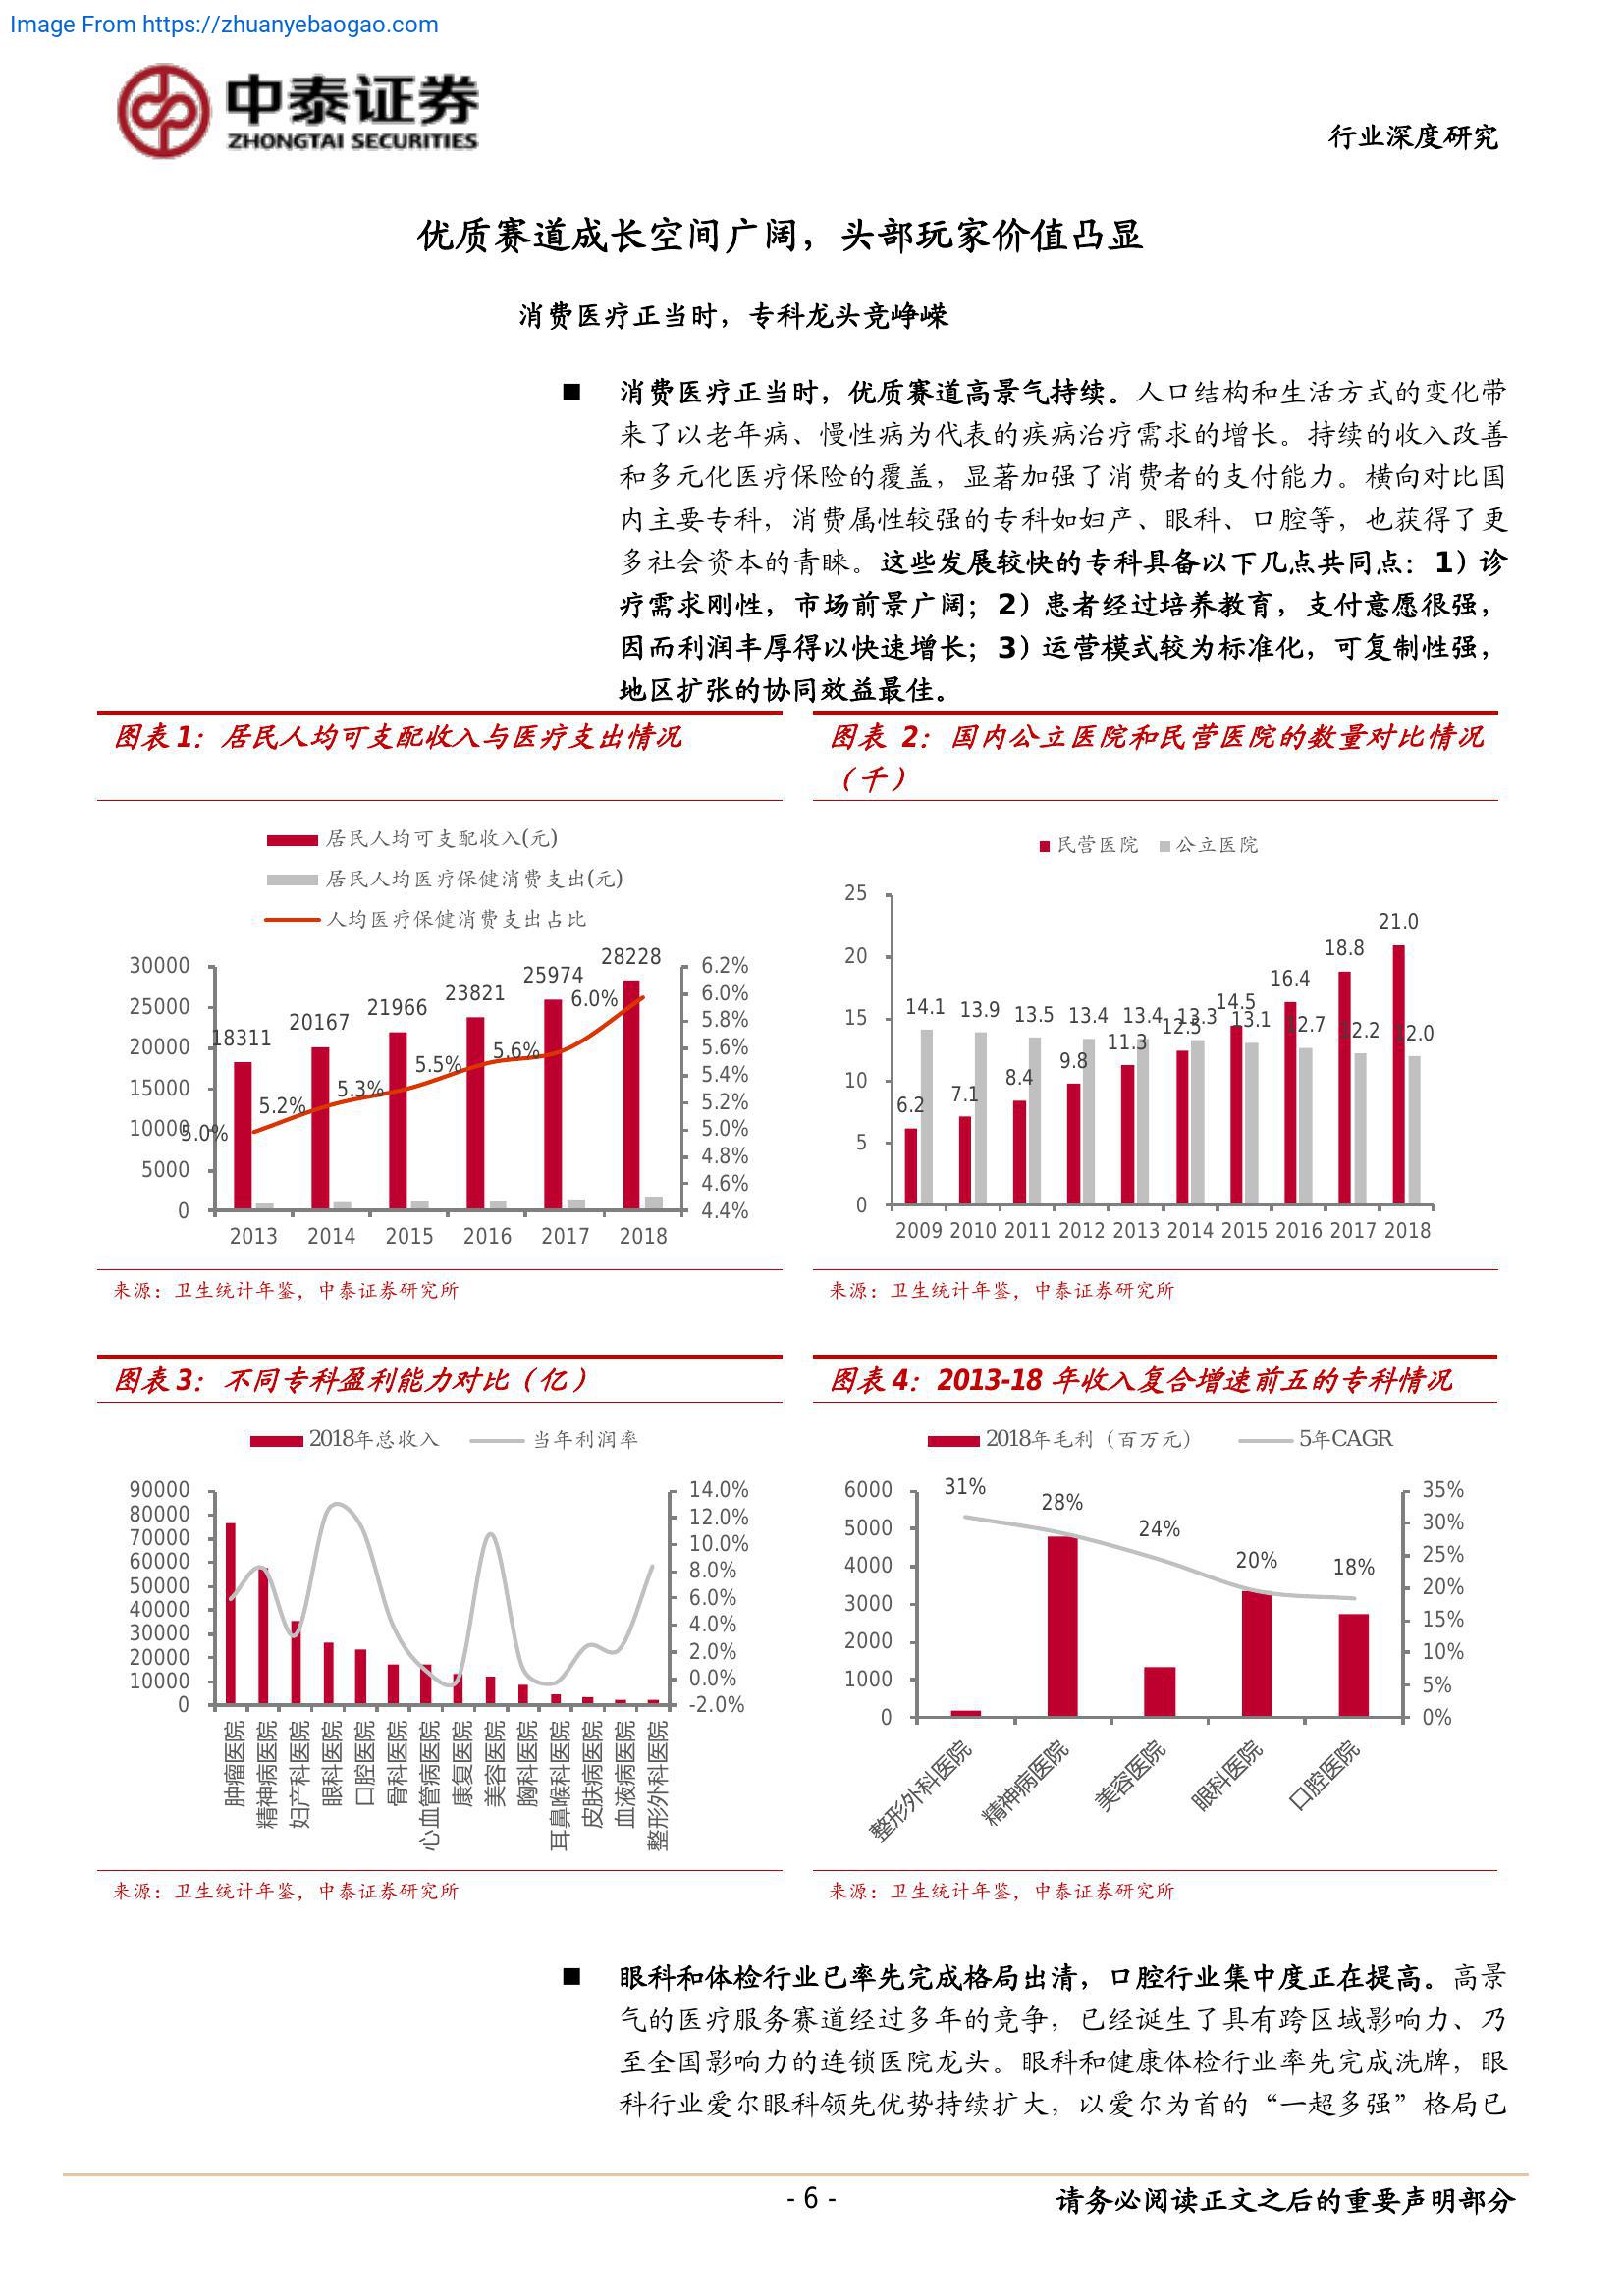 Image From https://zhuanyebaogao.com
中泰证券
ZHONGTAI SECURITIES
行业深度研究
优质赛道成长空间广阔，头部玩家价值凸显
消费医疗正当时，专科龙头竞峥嵘
■ 消费医疗正当时，优质赛道高景气持续。人口结构和生活方式的变化带
来了以老年病、慢性病为代表的疾病治疗需求的增长。持续的收入改善
和多元化医疗保险的覆盖，显著加强了消费者的支付能力。横向对比国
内主要专科，消费属性较强的专科如妇产、眼科、口腔等，也获得了更
多社会资本的青睐。这些发展较快的专科具备以下几点共同点：1）诊
疗需求刚性，市场前景广阔；2）患者经过培养教育，支付意愿很强，
因而利润丰厚得以快速增长；3）运营模式较为标准化，可复制性强，
地区扩张的协同效益最佳。
图表1：居民人均可支配收入与医疗支出情况
居民人均可支配收入(元)
居民人均医疗保健消费支出(元)
人均医疗保健消费支出占比
30000
25000
20000
15000
10000
5000
0
18311
20167
21966
23821
25974
28228
5.0%
5.2%
5.3%
5.5%
5.6%
6.0%
6.2%
6.0%
5.8%
5.6%
5.4%
5.2%
5.0%
4.8%
4.6%
4.4%
2013 2014 2015 2016 2017 2018
来源：卫生统计年鉴，中泰证券研究所
图表 2：国内公立医院和民营医院的数量对比情况
（千）
民营医院 公立医院
25
20
15
10
5
0
6.2 7.1 8.4 9.8 11.3 12.5 14.5 16.4 18.8 21.0
14.1 13.9 13.5 13.4 13.4 13.3 13.1 12.7 12.2 12.0
2009 2010 2011 2012 2013 2014 2015 2016 2017 2018
来源：卫生统计年鉴，中泰证券研究所
图表3：不同专科盈利能力对比（亿）
2018年总收入 当年利润率
90000
80000
70000
60000
50000
40000
30000
20000
10000
0
14.0%
12.0%
10.0%
8.0%
6.0%
4.0%
2.0%
0.0%
-2.0%
肿瘤医院
精神病医院
妇产科医院
眼科医院
口腔医院
骨科医院
心血管病医院
康复医院
美容医院
胸科医院
耳鼻喉科医院
皮肤病医院
血液病医院
整形外科医院
来源：卫生统计年鉴，中泰证券研究所
图表4：2013-18 年收入复合增速前五的专科情况
2018年毛利（百万元） 5年CAGR
6000
5000
4000
3000
2000
1000
0
31%
28%
24%
20%
18%
35%
30%
25%
20%
15%
10%
5%
0%
整形外科医院
精神病医院
美容医院
眼科医院
口腔医院
来源：卫生统计年鉴，中泰证券研究所
■ 眼科和体检行业已率先完成格局出清，口腔行业集中度正在提高。高景
气的医疗服务赛道经过多年的竞争，已经诞生了具有跨区域影响力、乃
至全国影响力的连锁医院龙头。眼科和健康体检行业率先完成洗牌，眼
科行业爱尔眼科领先优势持续扩大，以爱尔为首的“一超多强”格局已
- 6 -
请务必阅读正文之后的重要声明部分